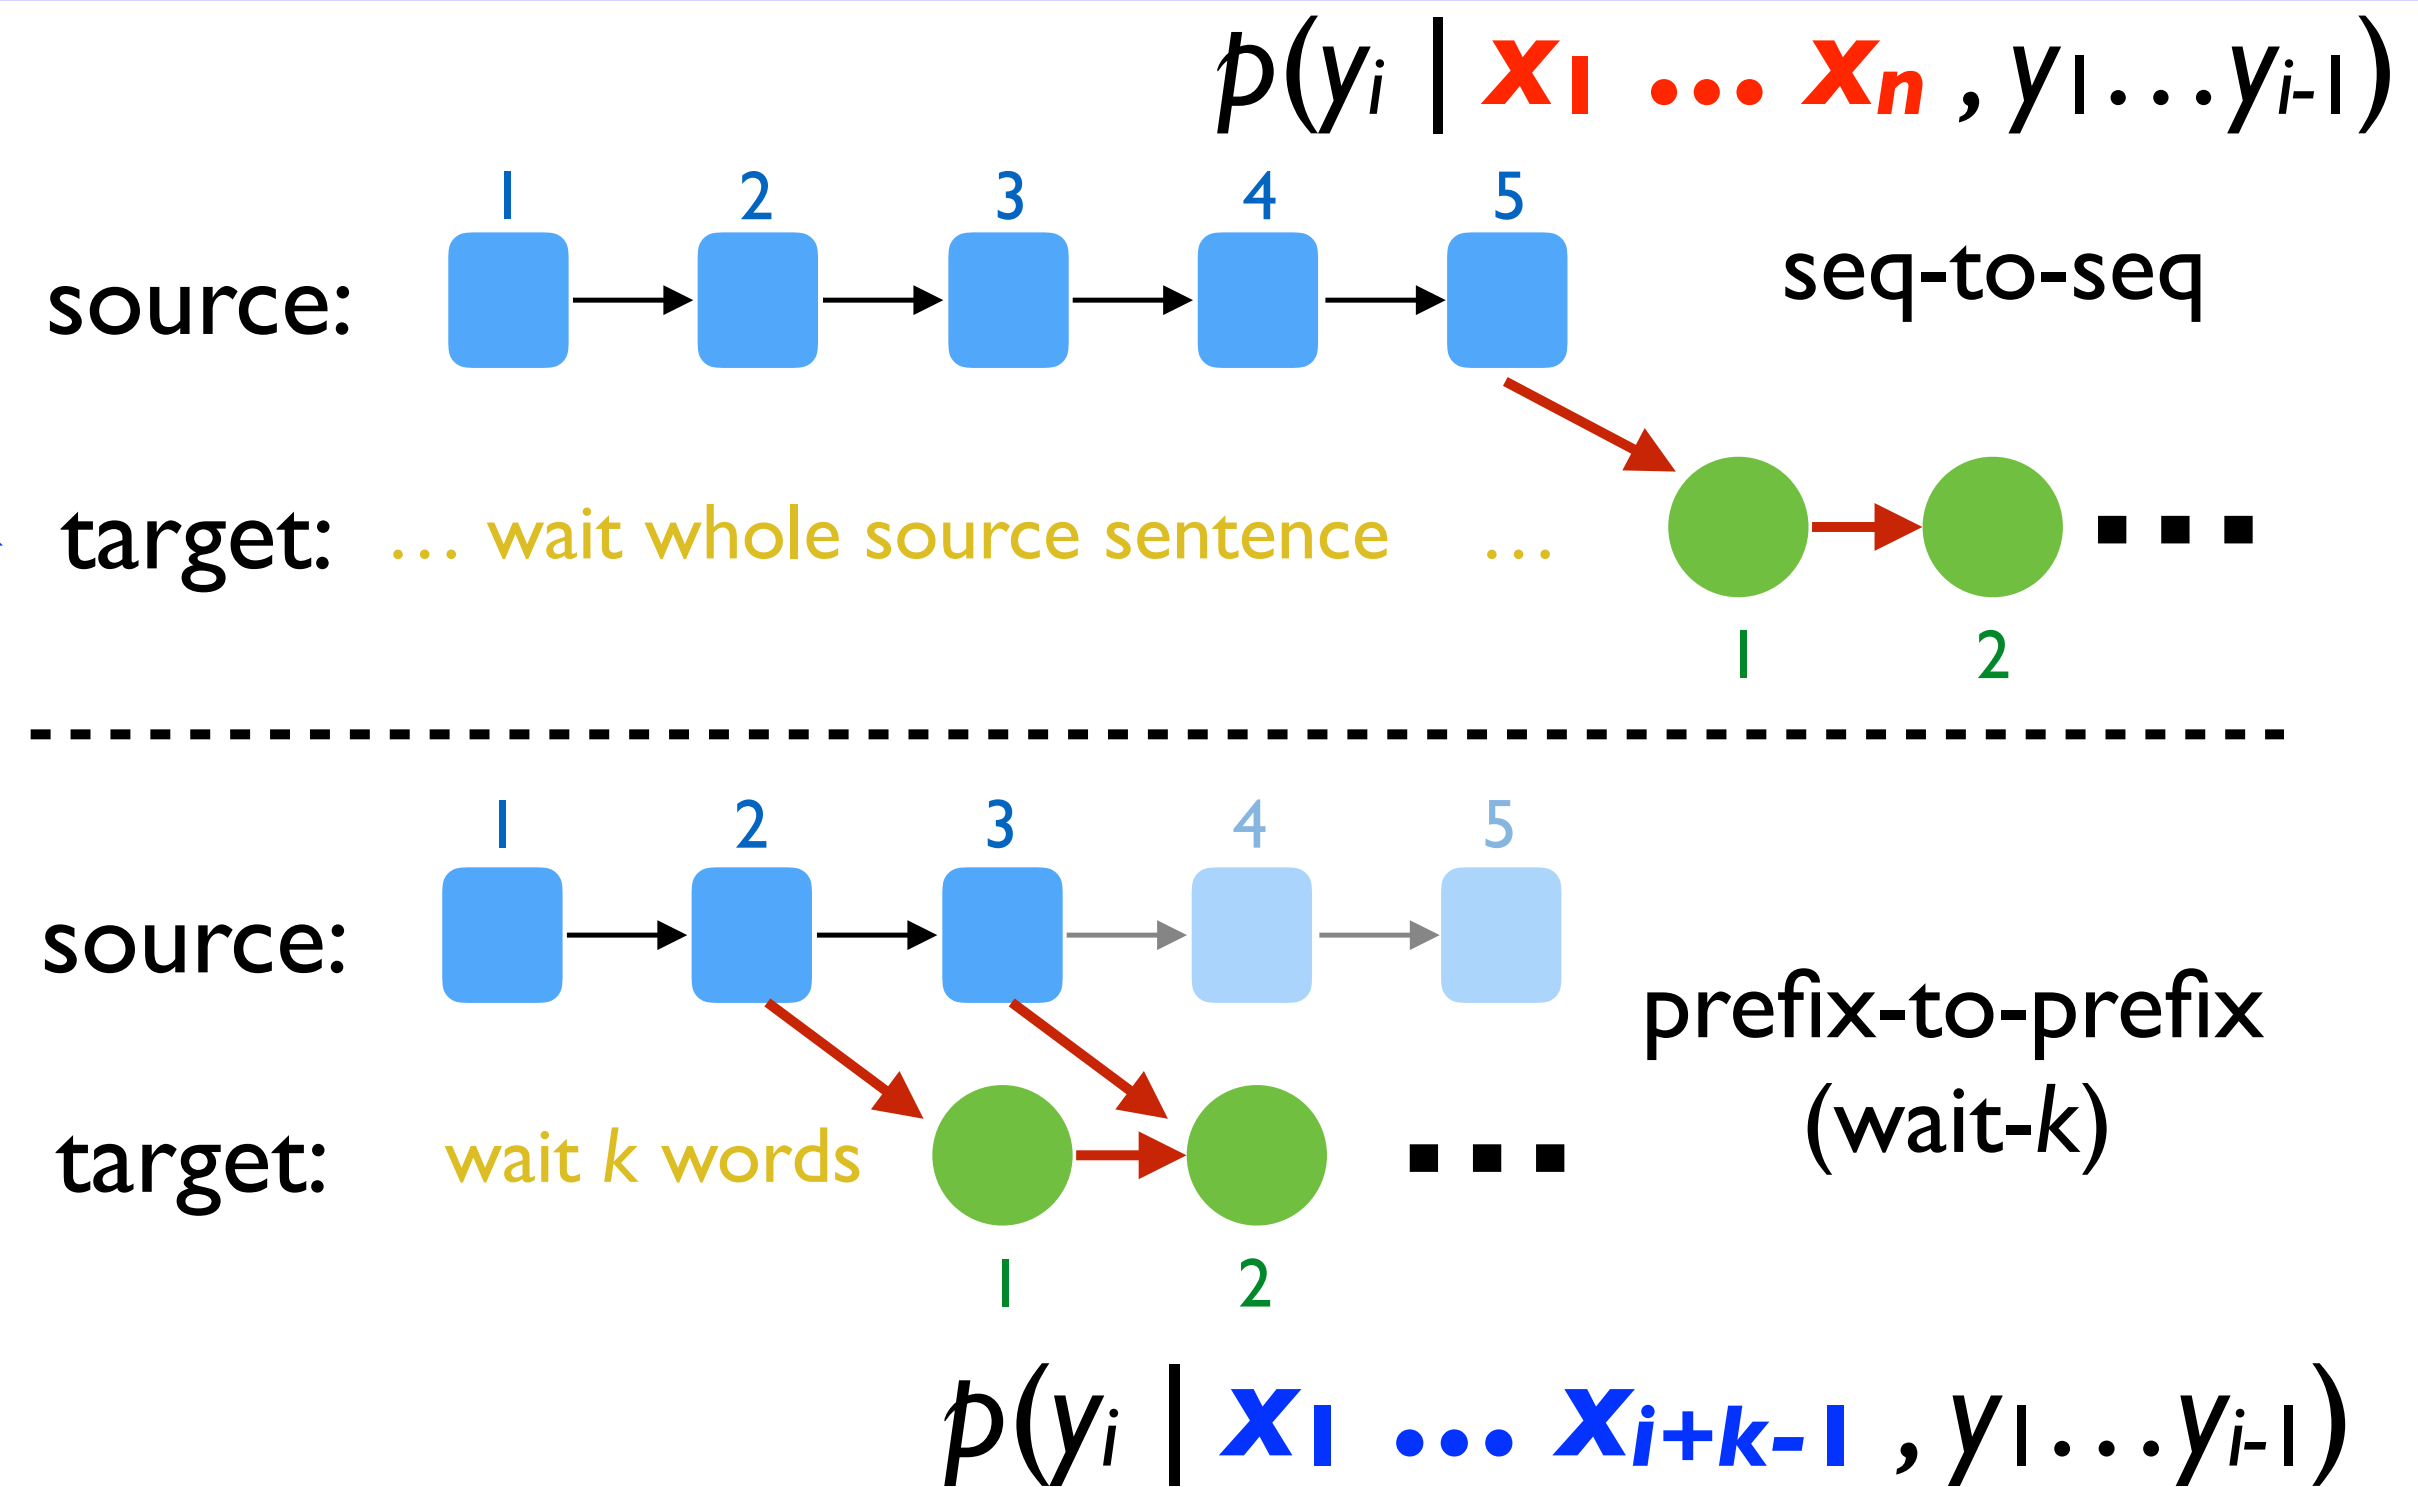 p(yi | x1 ... xn , y1...yi-1)
1 2 3 4 5
source:
seq-to-seq
target: ... wait whole source sentence ...
1 2
1 2 3 4 5
source:
prefix-to-prefix
(wait-k)
target: wait k words
1 2
p(yi | x1 ... xi+k-1 , y1...yi-1)